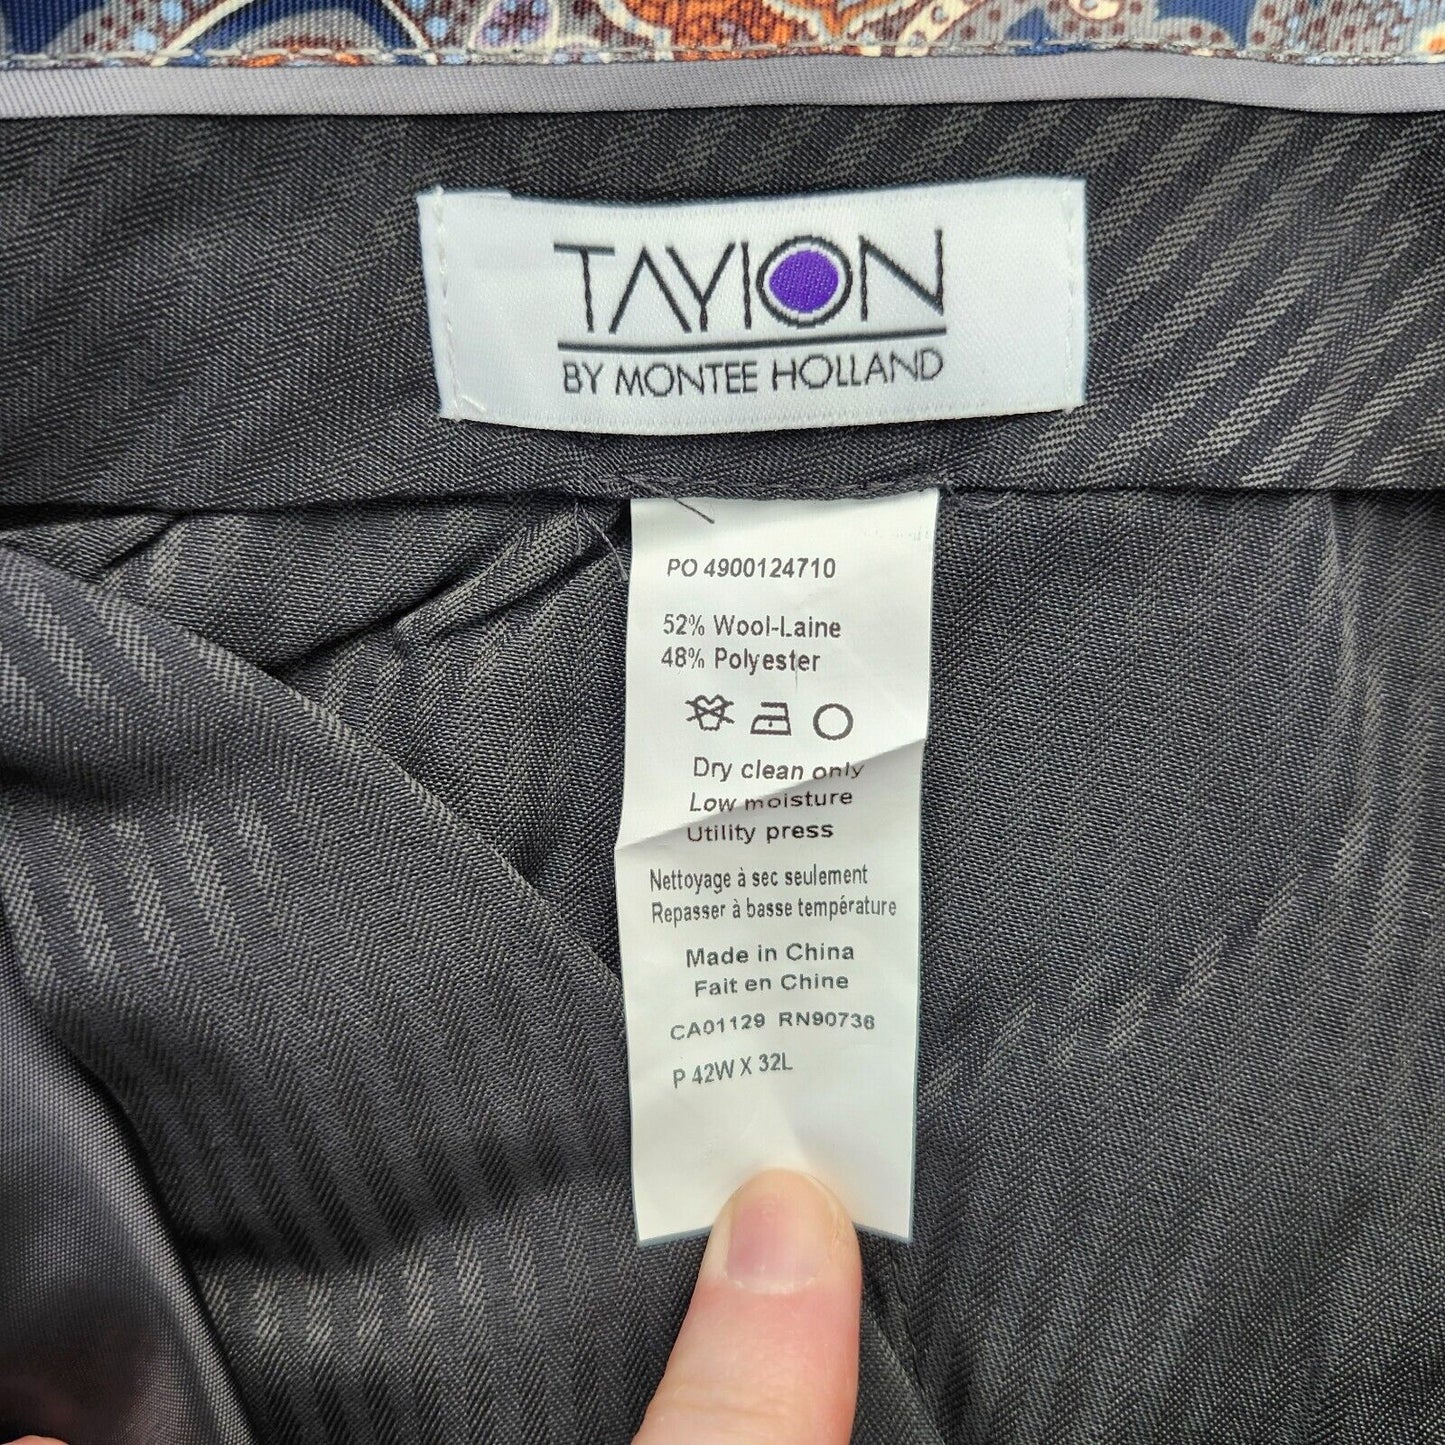 TAYION
BY MONTEE HOLLAND
PO 4900124710
52% Wool-Laine
48% Polyester
Dry clean only
Low moisture
Utility press
Nettoyage à sec seulement
Repasser à basse température
Made in China
Fait en Chine
CA01129 RN90736
P 42W X 32L